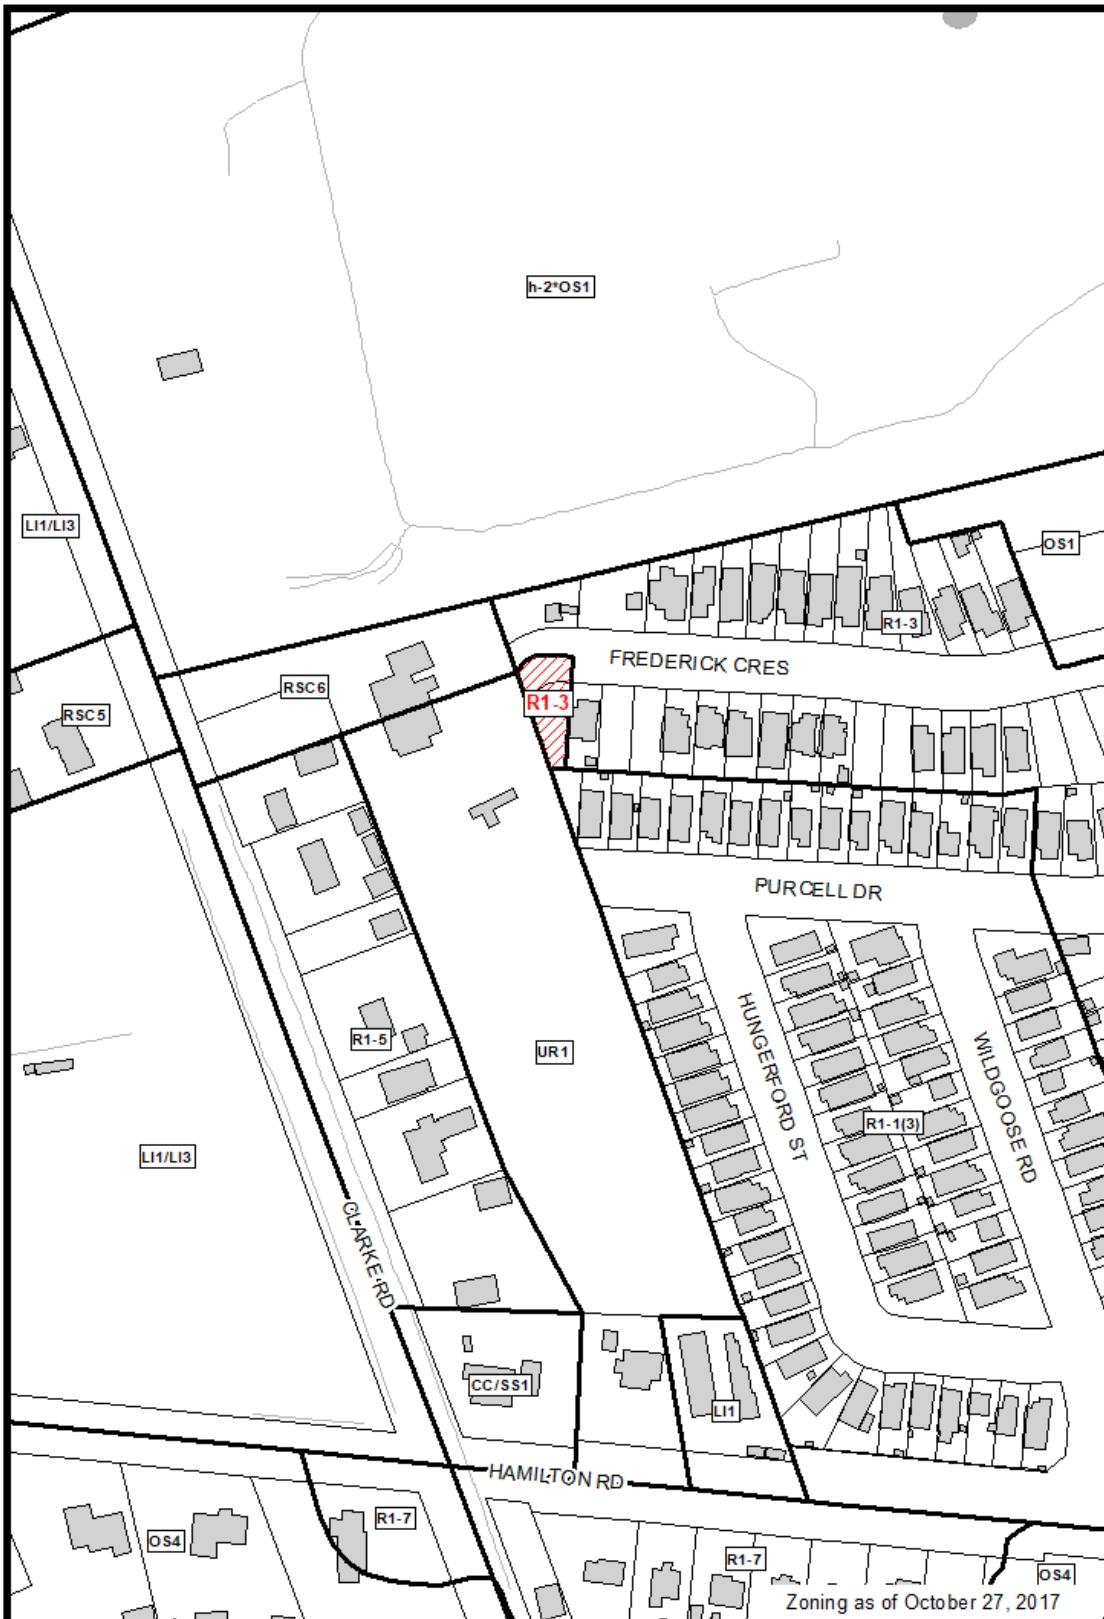 h-2*OS1
LI1/LI3
OS1
R1-3
FREDERICK CRES
RSC6
R1-3
RSC5
PURCELL DR
HUNGERFORD ST
WILDGOOSE RD
R1-5
UR1
R1-1(3)
LI1/LI3
CLARKE RD
CC/SS1
LI1
HAMILTON RD
R1-7
OS4
R1-7
OS4
Zoning as of October 27, 2017